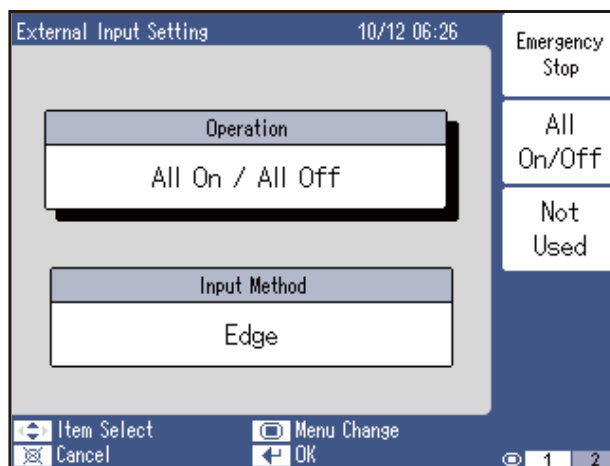 External Input Setting 10/12 06:26
Operation
All On / All Off
Input Method
Edge
Emergency
Stop
All
On/Off
Not
Used
Item Select Menu Change
Cancel OK
1 2